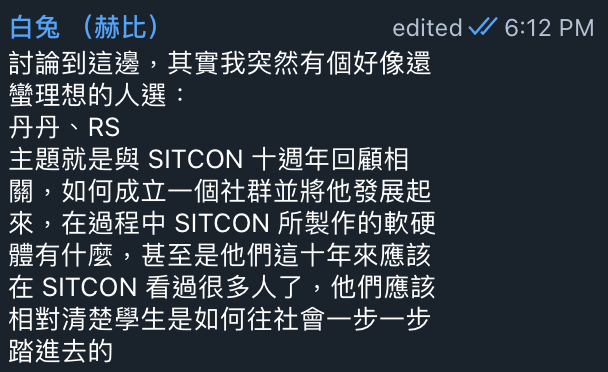 白兔 （赫比）
edited 6:12 PM
討論到這邊，其實我突然有個好像還
蠻理想的人選：
丹丹、RS
主題就是與 SITCON 十週年回顧相
關，如何成立一個社群並將他發展起
來，在過程中 SITCON 所製作的軟硬
體有什麼，甚至是他們這十年來應該
在 SITCON 看過很多人了，他們應該
相對清楚學生是如何往社會一步一步
踏進去的